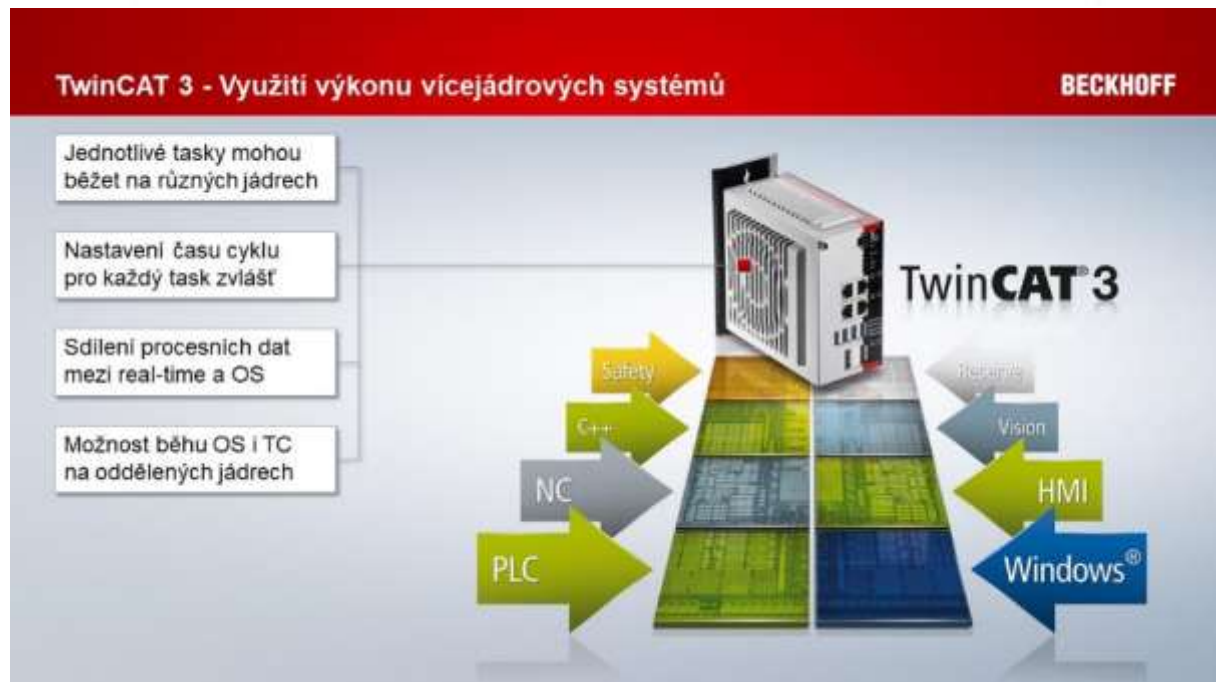 TwinCAT 3 - Využití výkonu vícejádrových systémů
BECKHOFF
Jednotlivé tasky mohou
běžet na různých jádrech
Nastavení času cyklu
pro každý task zvlášť
Sdílení procesních dat
mezi real-time a OS
Možnost běhu OS i TC
na oddělených jádrech
TwinCAT® 3
Safety
C++
Vision
NC
HMI
PLC
Windows®